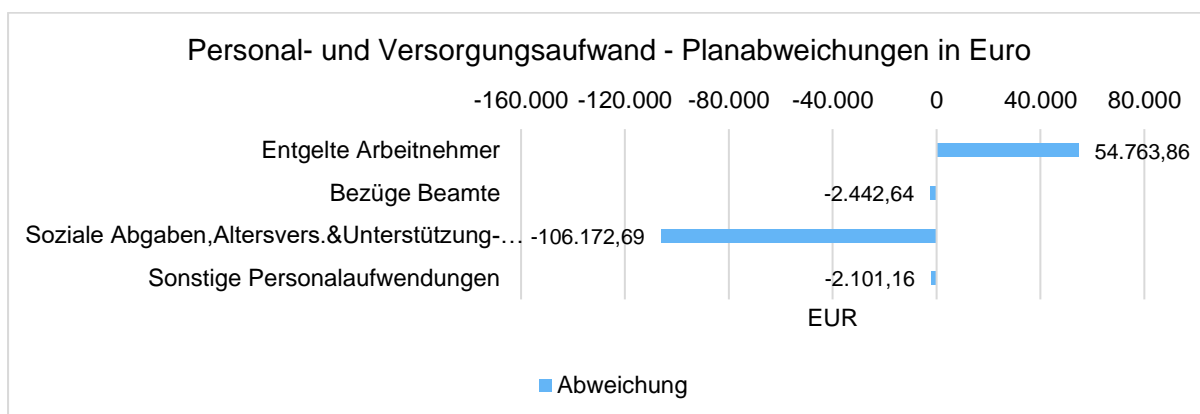 Personal- und Versorgungsaufwand - Planabweichungen in Euro
-160.000 -120.000 -80.000 -40.000 0 40.000 80.000
Entgelte Arbeitnehmer 54.763,86
Bezüge Beamte -2.442,64
Soziale Abgaben,Altersvers.&Unterstützung-… -106.172,69
Sonstige Personalaufwendungen -2.101,16
EUR
Abweichung